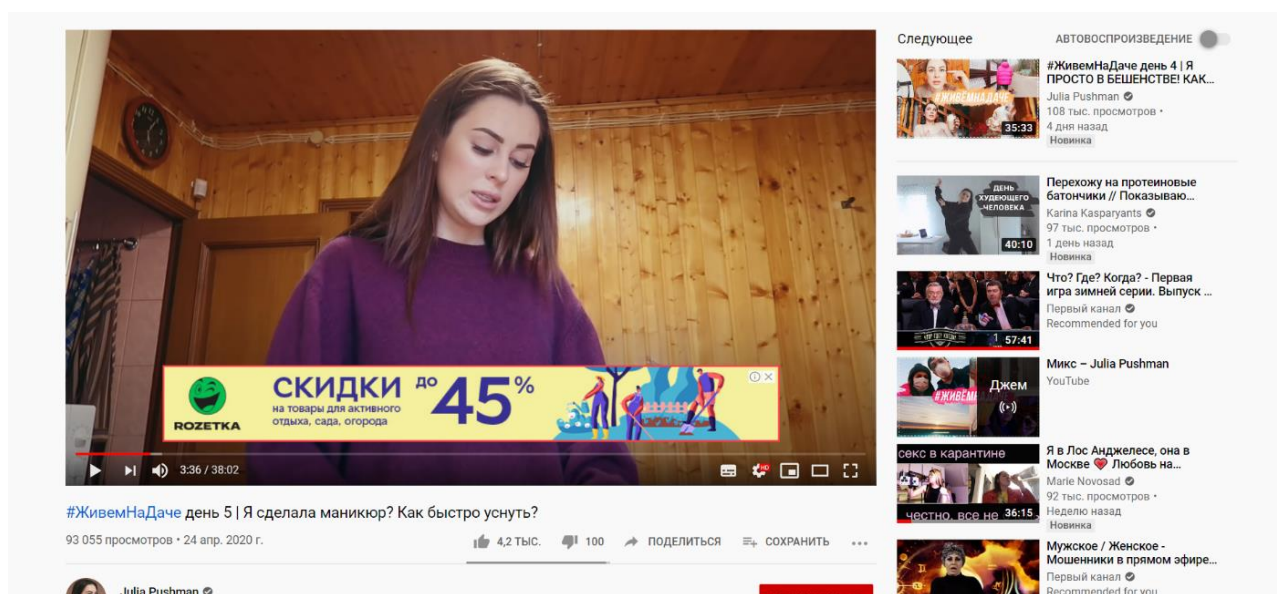 СКИДКИ ДО 45%
на товары для активного
отдыха, сада, огорода
ROZETKA
3:36 / 38:02
HD
#ЖивемНаДаче день 5 | Я сделала маникюр? Как быстро уснуть?
93 055 просмотров • 24 апр. 2020 г.
4,2 ТЫС.
100
ПОДЕЛИТЬСЯ
СОХРАНИТЬ
Julia Pushman
Следующее
АВТОВОСПРОИЗВЕДЕНИЕ
#ЖИВЕМНАДАЧЕ
35:33
#ЖивемНаДаче день 4 | Я
ПРОСТО В БЕШЕНСТВЕ! КАК...
Julia Pushman
108 тыс. просмотров •
4 дня назад
Новинка
ДЕНЬ
ХУДЕЮЩЕГО
ЧЕЛОВЕКА
40:10
Перехожу на протеиновые
батончики // Показываю...
Karina Kasparyants
97 тыс. просмотров •
1 день назад
Новинка
57:41
Что? Где? Когда? - Первая
игра зимней серии. Выпуск ...
Первый канал
Recommended for you
Джем
Микс – Julia Pushman
YouTube
секс в карантине
честно, все не
36:15
Я в Лос Анджелесе, она в
Москве 💗 Любовь на...
Marie Novosad
92 тыс. просмотров •
Неделю назад
Новинка
Мужское / Женское -
Мошенники в прямом эфире...
Первый канал
Recommended for you